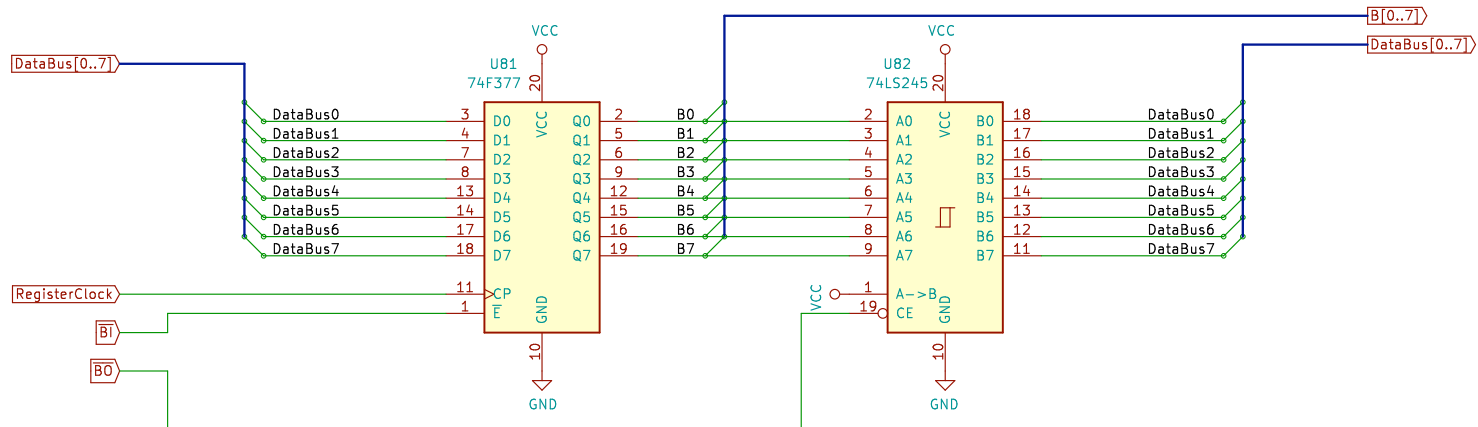 B[0..7]
DataBus[0..7]
DataBus[0..7]
VCC
U81
74F377
20
VCC
DataBus0 3 D0 Q0 2 B0
DataBus1 4 D1 Q1 5 B1
DataBus2 7 D2 Q2 6 B2
DataBus3 8 D3 Q3 9 B3
DataBus4 13 D4 Q4 12 B4
DataBus5 14 D5 Q5 15 B5
DataBus6 17 D6 Q6 16 B6
DataBus7 18 D7 Q7 19 B7
RegisterClock 11 CP
1 E
BI
BO
GND
10
GND
VCC
U82
74LS245
20
VCC
2 A0 B0 18 DataBus0
3 A1 B1 17 DataBus1
4 A2 B2 16 DataBus2
5 A3 B3 15 DataBus3
6 A4 B4 14 DataBus4
7 A5 B5 13 DataBus5
8 A6 B6 12 DataBus6
9 A7 B7 11 DataBus7
VCC 1 A->B
19 CE
GND
10
GND